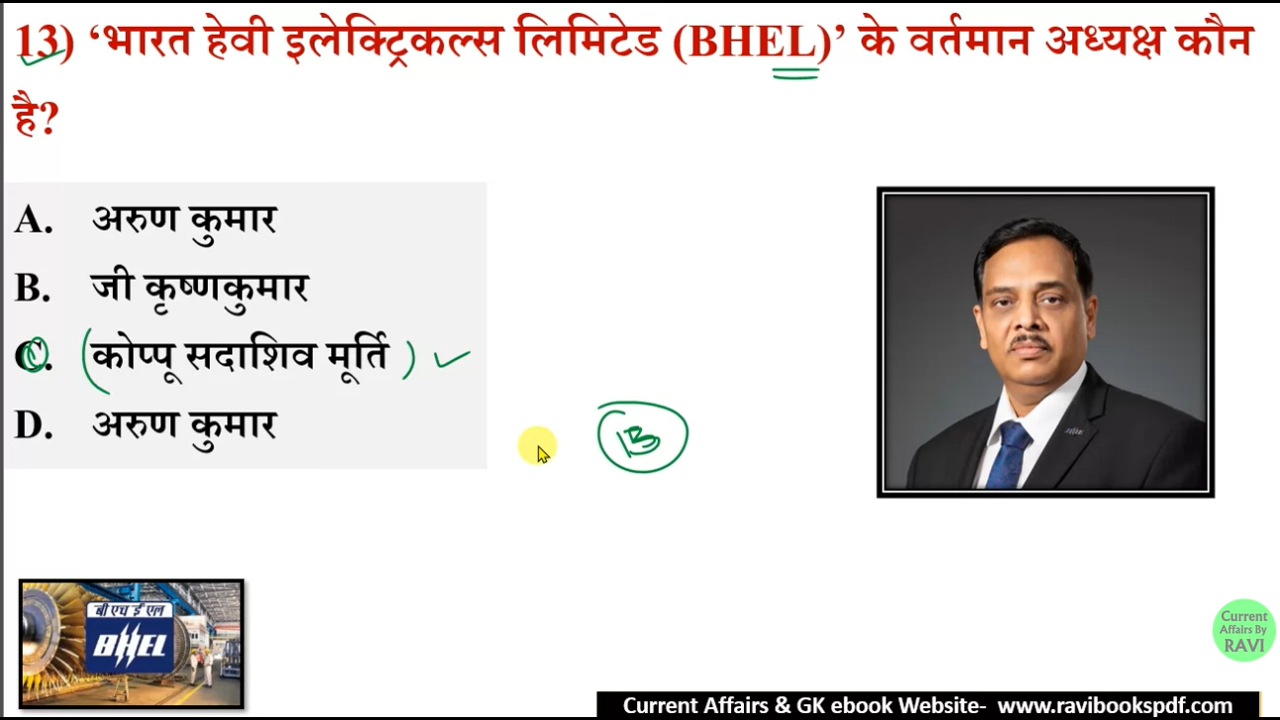 13) ‘भारत हेवी इलेक्ट्रिकल्स लिमिटेड (BHEL)’ के वर्तमान अध्यक्ष कौन
है?
A. अरुण कुमार
B. जी कृष्णकुमार
C. (कोप्पू सदाशिव मूर्ति)
D. अरुण कुमार
B
बी एच ई एल
BHEL
Current
Affairs By
RAVI
Current Affairs & GK ebook Website- www.ravibookspdf.com